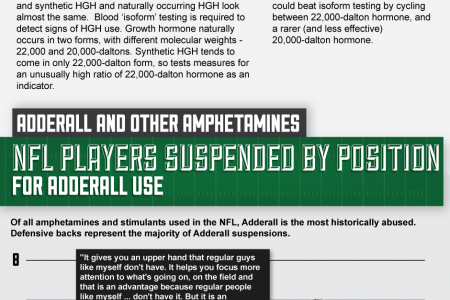 and synthetic HGH and naturally occurring HGH look
almost the same. Blood 'isoform' testing is required to
detect signs of HGH use. Growth hormone naturally
occurs in two forms, with different molecular weights -
22,000 and 20,000-daltons. Synthetic HGH tends to
come in only 22,000-dalton form, so tests measures for
an unusually high ratio of 22,000-dalton hormone as an
indicator.
could beat isoform testing by cycling
between 22,000-dalton hormone, and
a rarer (and less effective)
20,000-dalton hormone.
ADDERALL AND OTHER AMPHETAMINES
NFL PLAYERS SUSPENDED BY POSITION
FOR ADDERALL USE
Of all amphetamines and stimulants used in the NFL, Adderall is the most historically abused.
Defensive backs represent the majority of Adderall suspensions.
8
"It gives you an upper hand that regular guys
like myself don't have. It helps you focus more
attention to what's going on, on the field and
that is an advantage because regular people
like myself ... don't have it. But it is an